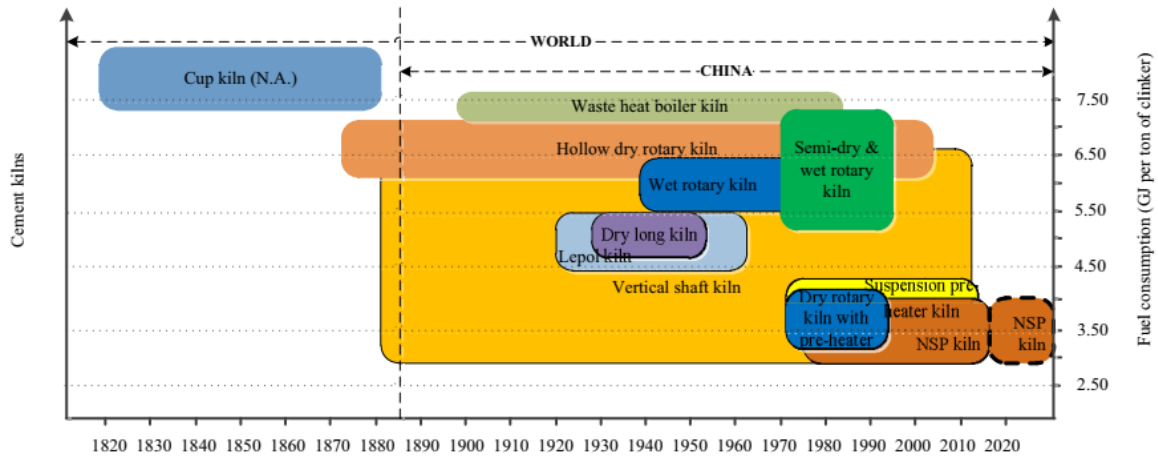 WORLD
CHINA
Cup kiln (N.A.)
Waste heat boiler kiln
Hollow dry rotary kiln
Semi-dry &
wet rotary
kiln
Wet rotary kiln
Dry long kiln
Lepol kiln
Vertical shaft kiln
Suspension pre-
heater kiln
Dry rotary
kiln with
pre-heater
NSP kiln
NSP
kiln
Cement kilns
Fuel consumption (GJ per ton of clinker)
7.50
6.50
5.50
4.50
3.50
2.50
1820 1830 1840 1850 1860 1870 1880 1890 1900 1910 1920 1930 1940 1950 1960 1970 1980 1990 2000 2010 2020